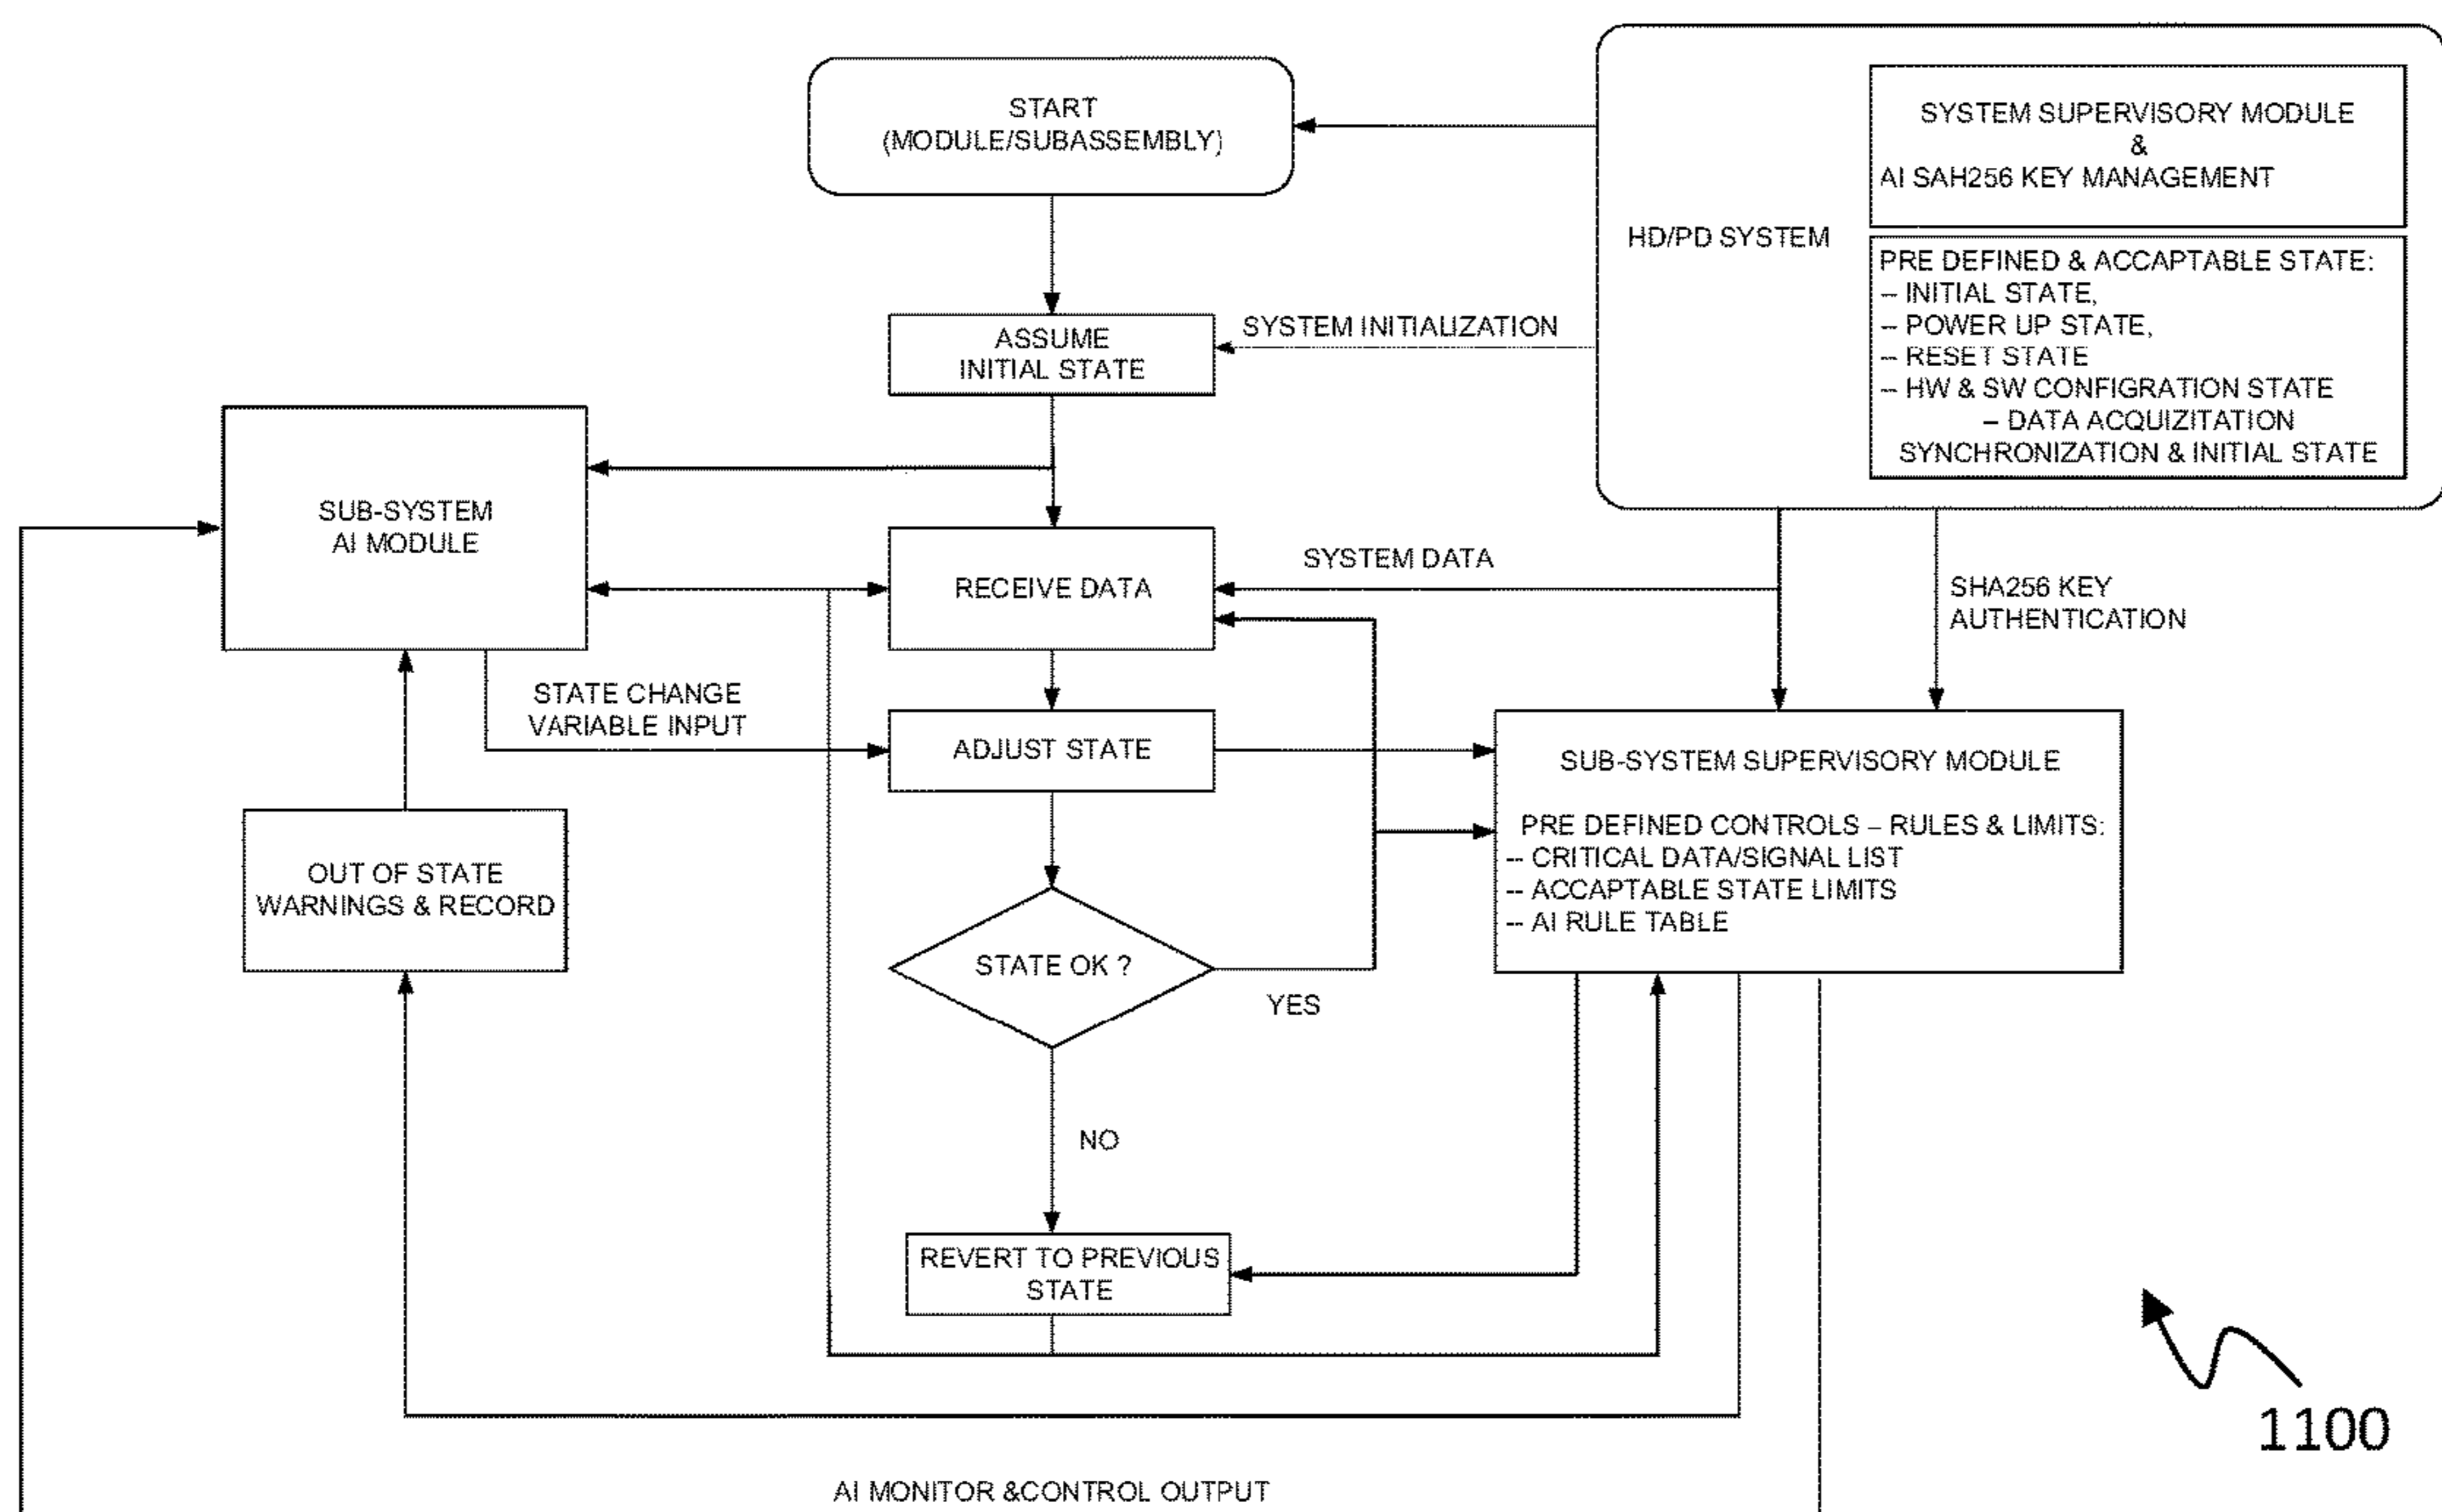 START
(MODULE/SUBASSEMBLY)
HD/PD SYSTEM
SYSTEM SUPERVISORY MODULE
&
AI SAH256 KEY MANAGEMENT
PRE DEFINED & ACCAPTABLE STATE:
-- INITIAL STATE,
-- POWER UP STATE,
-- RESET STATE
-- HW & SW CONFIGRATION STATE
– DATA ACQUIZITATION
SYNCHRONIZATION & INITIAL STATE
ASSUME
INITIAL STATE
SYSTEM INITIALIZATION
SUB-SYSTEM
AI MODULE
RECEIVE DATA
SYSTEM DATA
SHA256 KEY
AUTHENTICATION
STATE CHANGE
VARIABLE INPUT
ADJUST STATE
SUB-SYSTEM SUPERVISORY MODULE
PRE DEFINED CONTROLS – RULES & LIMITS:
-- CRITICAL DATA/SIGNAL LIST
-- ACCAPTABLE STATE LIMITS
-- AI RULE TABLE
OUT OF STATE
WARNINGS & RECORD
STATE OK ?
YES
NO
REVERT TO PREVIOUS
STATE
1100
AI MONITOR &CONTROL OUTPUT